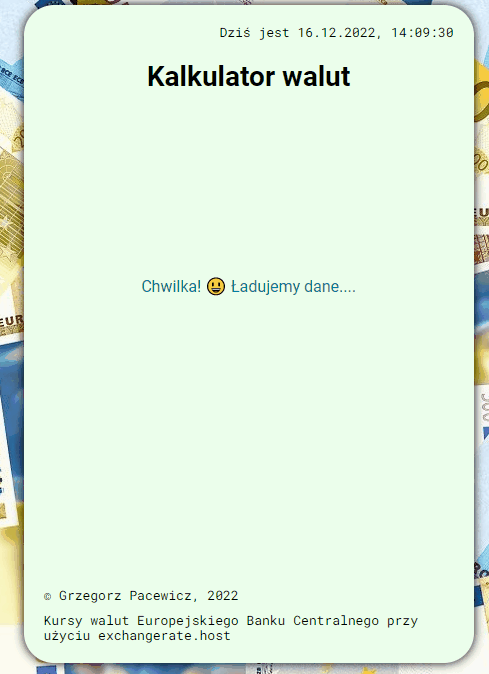 Dziś jest 16.12.2022, 14:09:30
Kalkulator walut
Chwilka! 😃 Ładujemy dane....
© Grzegorz Pacewicz, 2022
Kursy walut Europejskiego Banku Centralnego przy
użyciu exchangerate.host